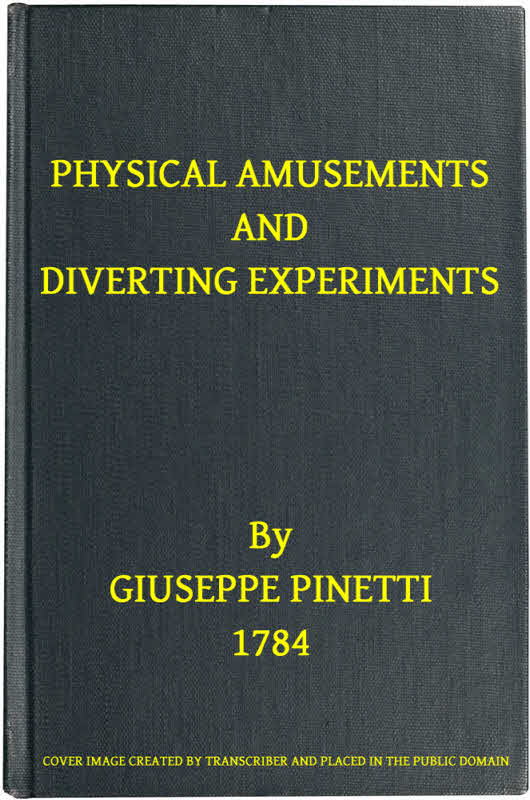 PHYSICAL AMUSEMENTS
AND
DIVERTING EXPERIMENTS
By
GIUSEPPE PINETTI
1784
COVER IMAGE CREATED BY TRANSCRIBER AND PLACED IN THE PUBLIC DOMAIN